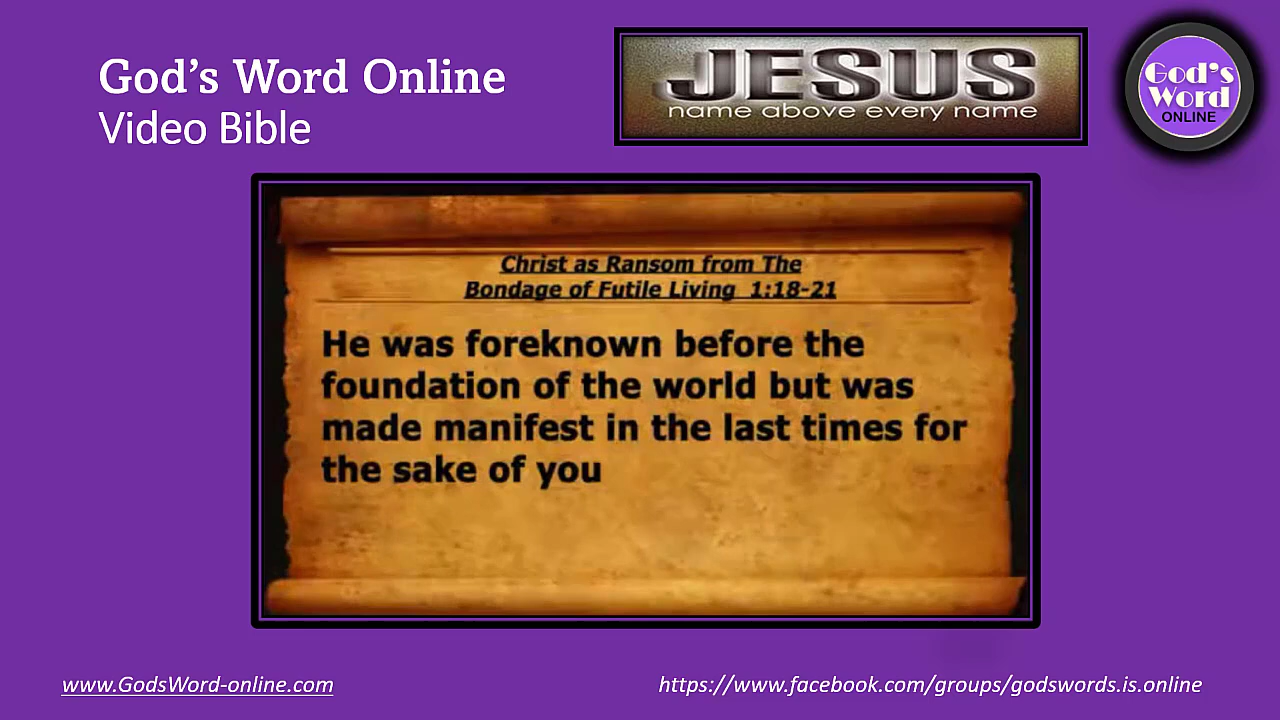 God's Word Online
Video Bible
JESUS
name above every name
God's
Word
ONLINE
Christ as Ransom from The
Bondage of Futile Living 1:18-21
He was foreknown before the
foundation of the world but was
made manifest in the last times for
the sake of you
www.GodsWord-online.com
https://www.facebook.com/groups/godswords.is.online